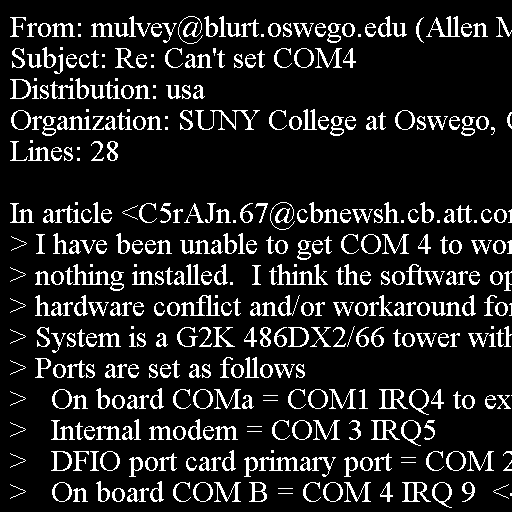 From: mulvey@blurt.oswego.edu (Allen M
Subject: Re: Can't set COM4
Distribution: usa
Organization: SUNY College at Oswego,
Lines: 28

In article <C5rAJn.67@cbnewsh.cb.att.co
> I have been unable to get COM 4 to wo
> nothing installed.  I think the software op
> hardware conflict and/or workaround fo
> System is a G2K 486DX2/66 tower with
> Ports are set as follows
>   On board COMa = COM1 IRQ4 to ex
>   Internal modem = COM 3 IRQ5
>   DFIO port card primary port = COM 2
>   On board COM B = COM 4 IRQ 9  <-